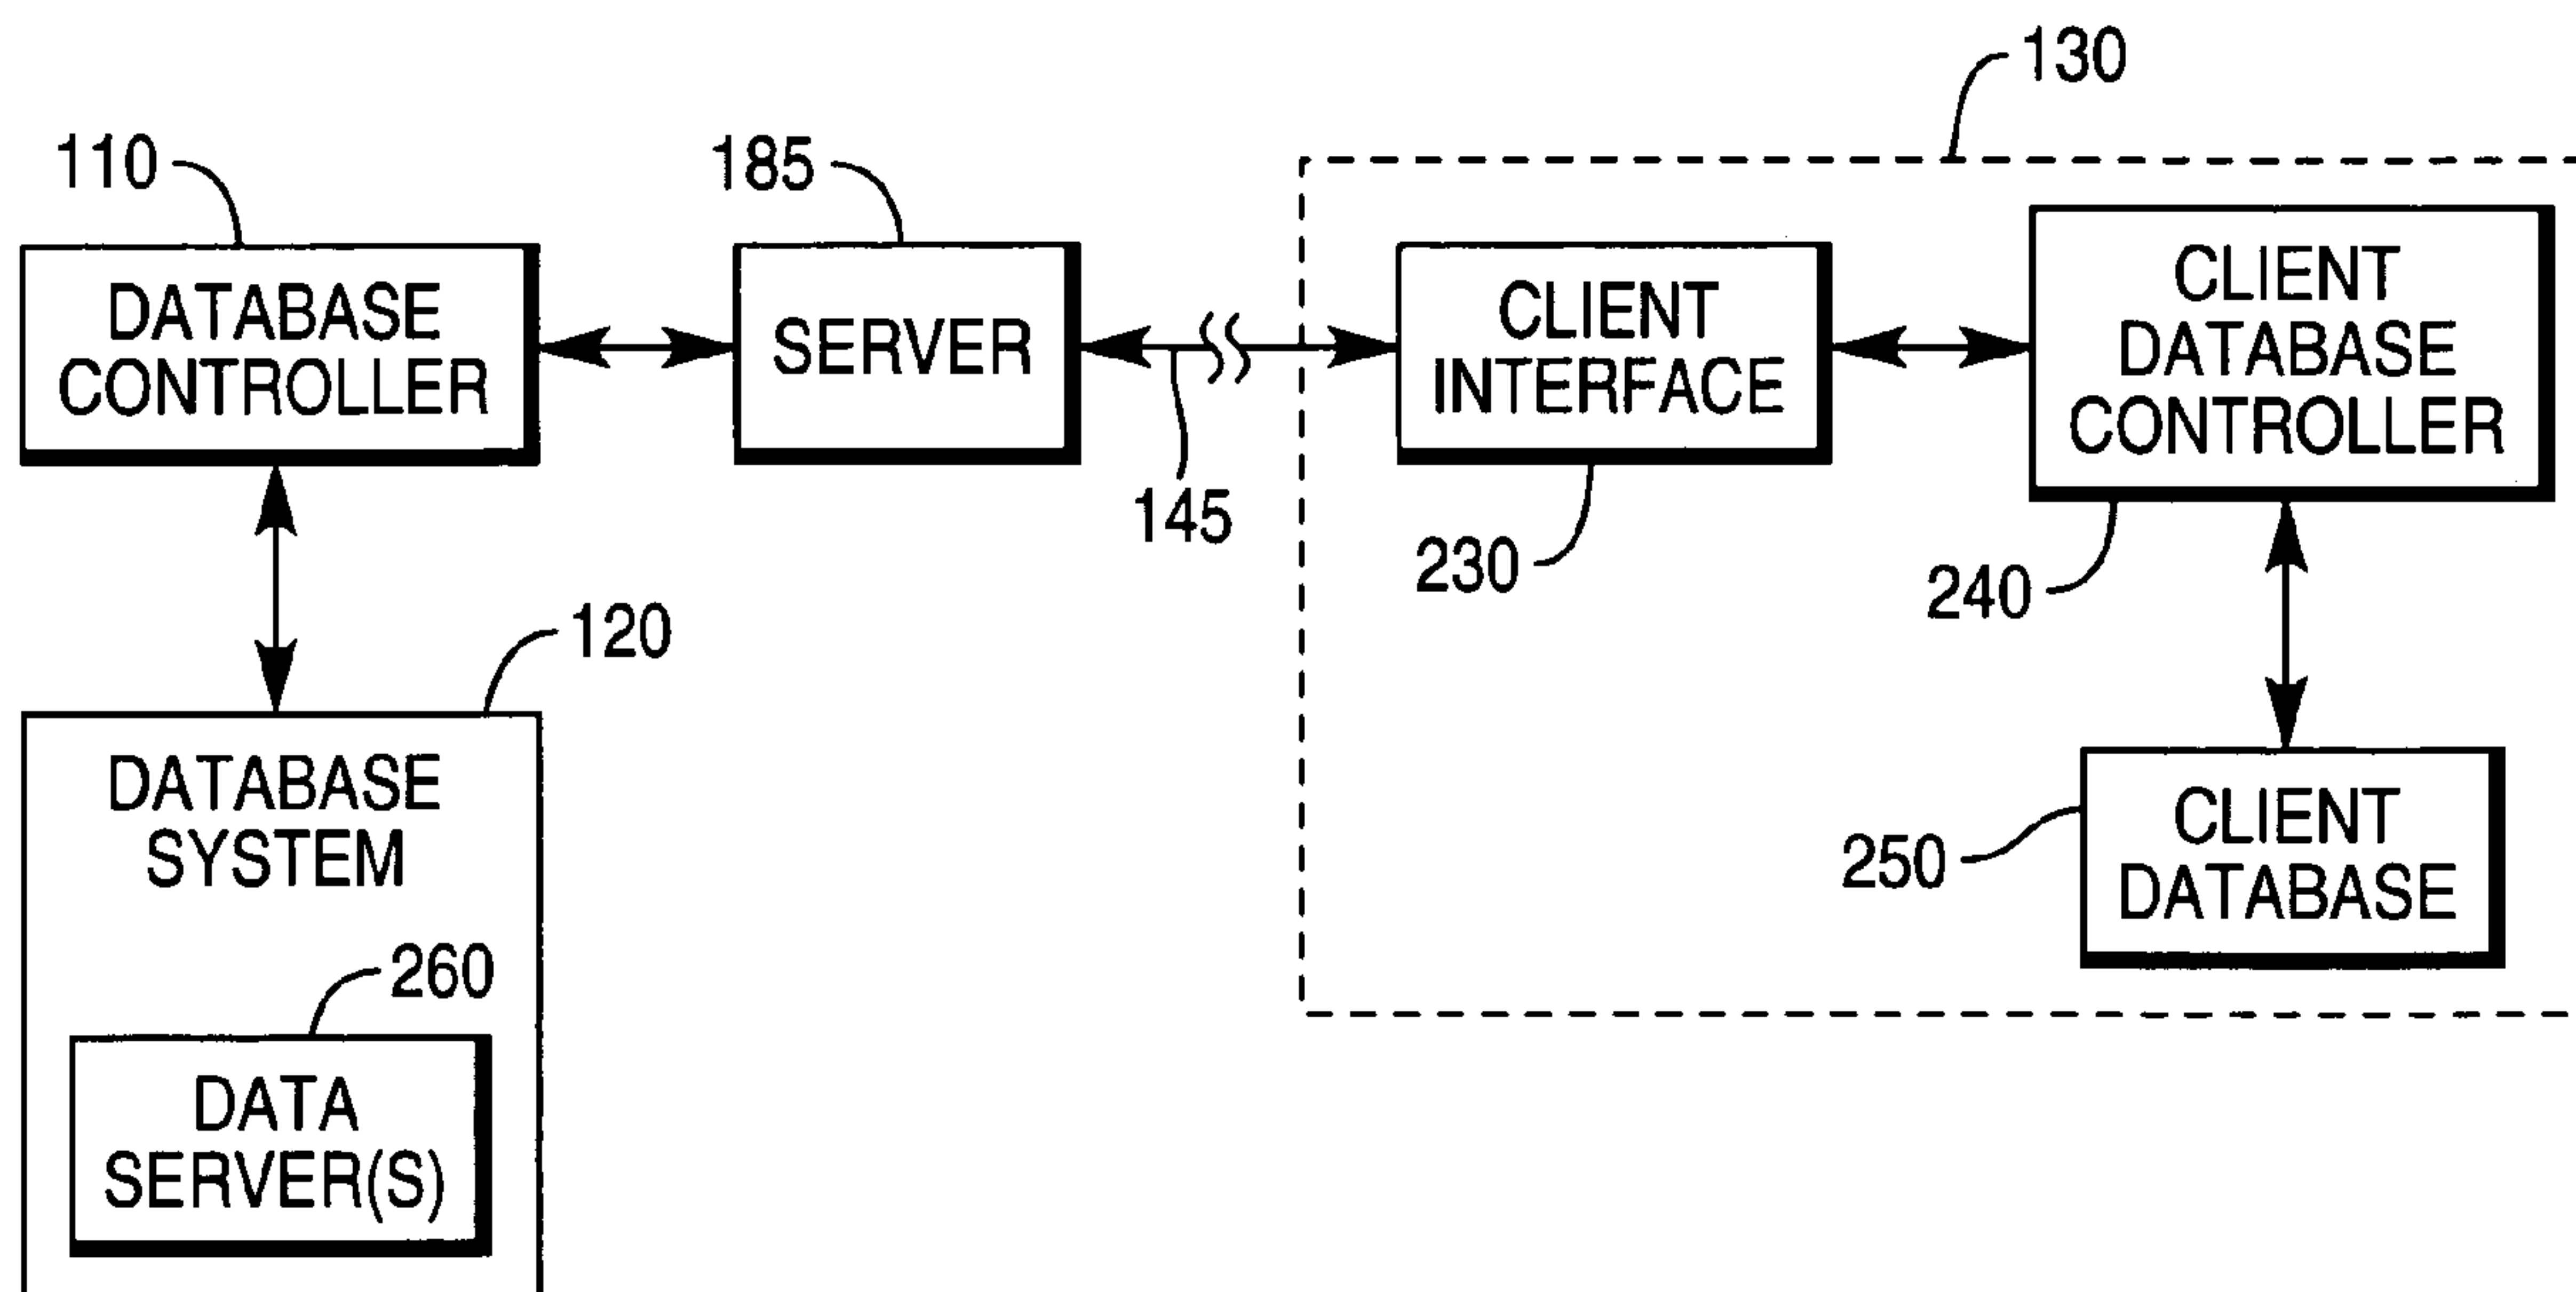 130
110
185
DATABASE
CONTROLLER
SERVER
CLIENT
INTERFACE
CLIENT
DATABASE
CONTROLLER
145
230
240
120
DATABASE
SYSTEM
250
CLIENT
DATABASE
260
DATA
SERVER(S)